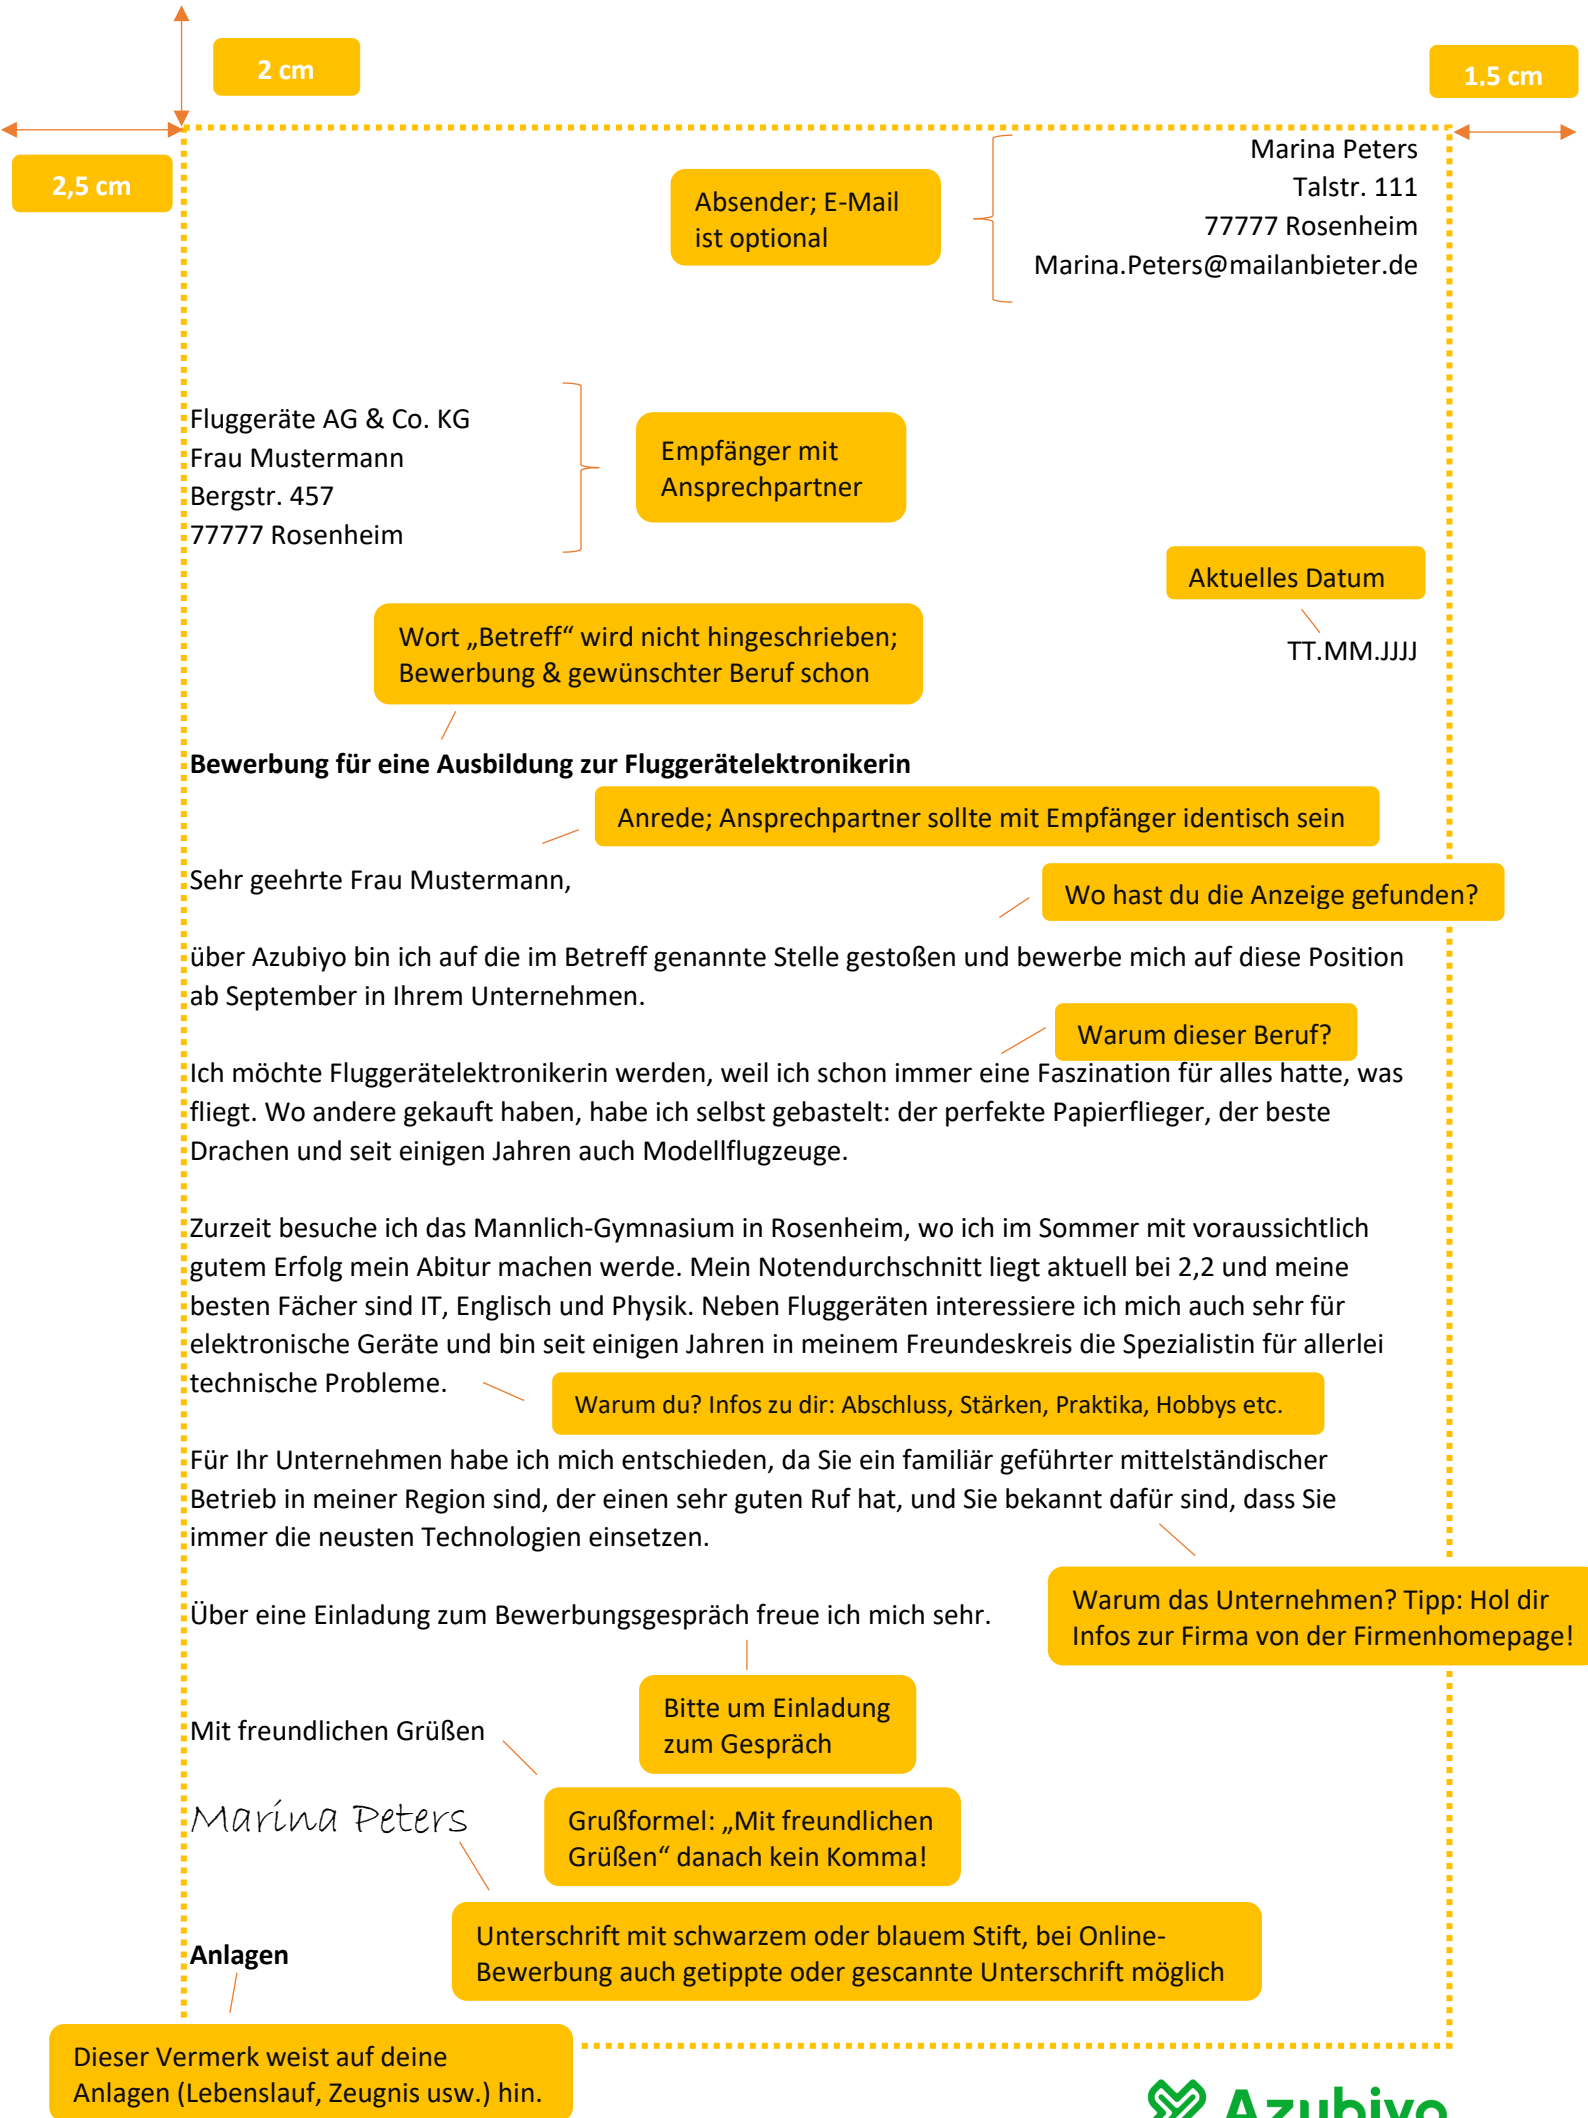 2 cm
1,5 cm
2,5 cm
Absender; E-Mail
ist optional
Marina Peters
Talstr. 111
77777 Rosenheim
Marina.Peters@mailanbieter.de
Fluggeräte AG & Co. KG
Frau Mustermann
Bergstr. 457
77777 Rosenheim
Empfänger mit
Ansprechpartner
Aktuelles Datum
TT.MM.JJJJ
Wort „Betreff“ wird nicht hingeschrieben;
Bewerbung & gewünschter Beruf schon
Bewerbung für eine Ausbildung zur Fluggerätelektronikerin
Anrede; Ansprechpartner sollte mit Empfänger identisch sein
Sehr geehrte Frau Mustermann,
Wo hast du die Anzeige gefunden?
über Azubiyo bin ich auf die im Betreff genannte Stelle gestoßen und bewerbe mich auf diese Position
ab September in Ihrem Unternehmen.
Warum dieser Beruf?
Ich möchte Fluggerätelektronikerin werden, weil ich schon immer eine Faszination für alles hatte, was
fliegt. Wo andere gekauft haben, habe ich selbst gebastelt: der perfekte Papierflieger, der beste
Drachen und seit einigen Jahren auch Modellflugzeuge.
Zurzeit besuche ich das Mannlich-Gymnasium in Rosenheim, wo ich im Sommer mit voraussichtlich
gutem Erfolg mein Abitur machen werde. Mein Notendurchschnitt liegt aktuell bei 2,2 und meine
besten Fächer sind IT, Englisch und Physik. Neben Fluggeräten interessiere ich mich auch sehr für
elektronische Geräte und bin seit einigen Jahren in meinem Freundeskreis die Spezialistin für allerlei
technische Probleme.
Warum du? Infos zu dir: Abschluss, Stärken, Praktika, Hobbys etc.
Für Ihr Unternehmen habe ich mich entschieden, da Sie ein familiär geführter mittelständischer
Betrieb in meiner Region sind, der einen sehr guten Ruf hat, und Sie bekannt dafür sind, dass Sie
immer die neusten Technologien einsetzen.
Warum das Unternehmen? Tipp: Hol dir
Infos zur Firma von der Firmenhomepage!
Über eine Einladung zum Bewerbungsgespräch freue ich mich sehr.
Bitte um Einladung
zum Gespräch
Mit freundlichen Grüßen
Grußformel: „Mit freundlichen
Grüßen“ danach kein Komma!
Marina Peters
Unterschrift mit schwarzem oder blauem Stift, bei Online-
Bewerbung auch getippte oder gescannte Unterschrift möglich
Anlagen
Dieser Vermerk weist auf deine
Anlagen (Lebenslauf, Zeugnis usw.) hin.
Azubiyo